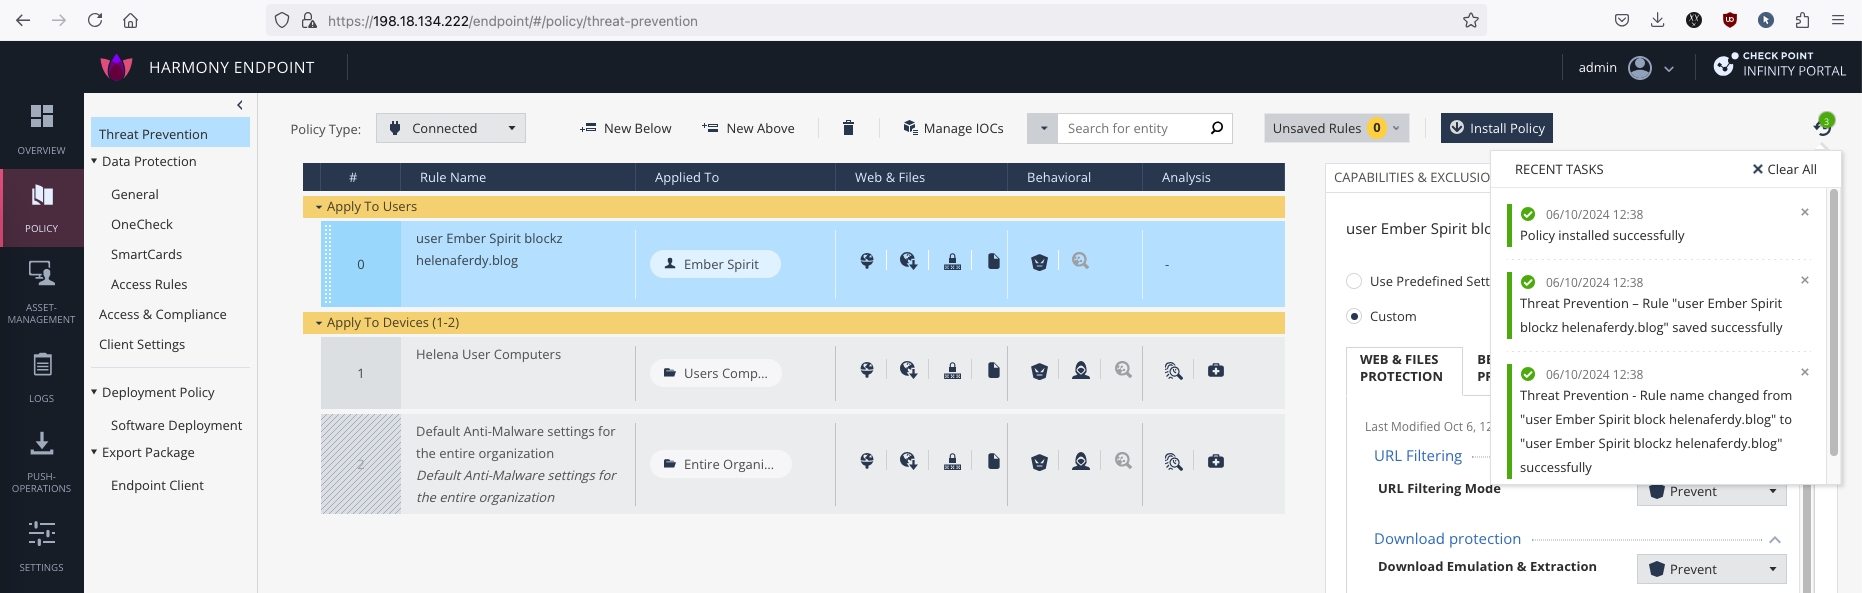 https://198.18.134.222/endpoint/#/policy/threat-prevention
HARMONY ENDPOINT
admin
CHECK POINT
INFINITY PORTAL
OVERVIEW
POLICY
ASSET-
MANAGEMENT
LOGS
PUSH-
OPERATIONS
SETTINGS
Threat Prevention
Data Protection
General
OneCheck
SmartCards
Access Rules
Access & Compliance
Client Settings
Deployment Policy
Software Deployment
Export Package
Endpoint Client
Policy Type: Connected New Below New Above Manage IOCs Search for entity Unsaved Rules 0 Install Policy 3
# Rule Name Applied To Web & Files Behavioral Analysis
Apply To Users
0 user Ember Spirit blockz
helenaferdy.blog
Ember Spirit
-
Apply To Devices (1-2)
1 Helena User Computers
Users Comp...
2 Default Anti-Malware settings for
the entire organization
Default Anti-Malware settings for
the entire organization
Entire Organi...
CAPABILITIES & EXCLUSIO
user Ember Spirit blo
Use Predefined Sett
Custom
WEB & FILES
PROTECTION
BE
PR
Last Modified Oct 6, 12
URL Filtering
URL Filtering Mode Prevent
Download protection
Download Emulation & Extraction Prevent
RECENT TASKS Clear All
06/10/2024 12:38
Policy installed successfully
06/10/2024 12:38
Threat Prevention – Rule "user Ember Spirit
blockz helenaferdy.blog" saved successfully
06/10/2024 12:38
Threat Prevention - Rule name changed from
"user Ember Spirit block helenaferdy.blog" to
"user Ember Spirit blockz helenaferdy.blog"
successfully